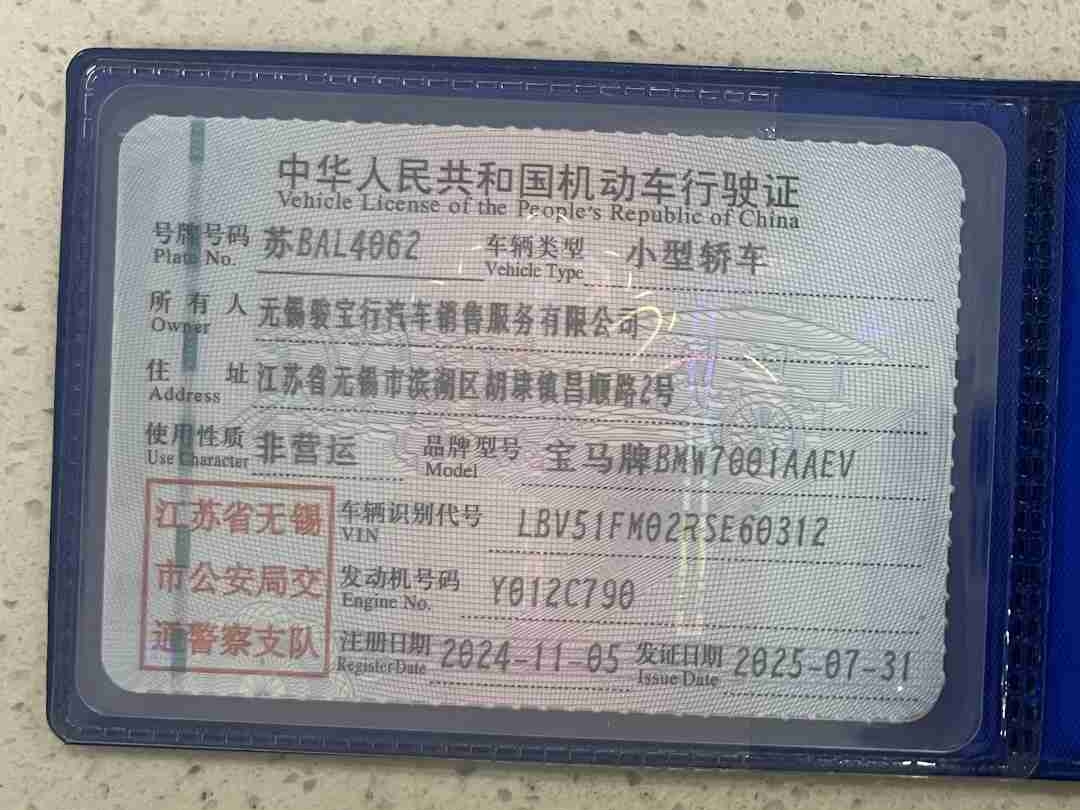 中华人民共和国机动车行驶证
Vehicle License of the People's Republic of China
号牌号码 苏BAL4062 车辆类型 小型轿车
Plate No. Vehicle Type
所有人 无锡骏宝行汽车销售服务有限公司
Owner
住址 江苏省无锡市滨湖区胡埭镇昌顺路2号
Address
使用性质 非营运 品牌型号 宝马牌BMW7001AAEV
Use Character Model
江苏省无锡
市公安局交
通警察支队
车辆识别代号 LBV51FM02RSE60312
VIN
发动机号码 Y012C790
Engine No.
注册日期 2024-11-05 发证日期 2025-07-31
Register Date Issue Date